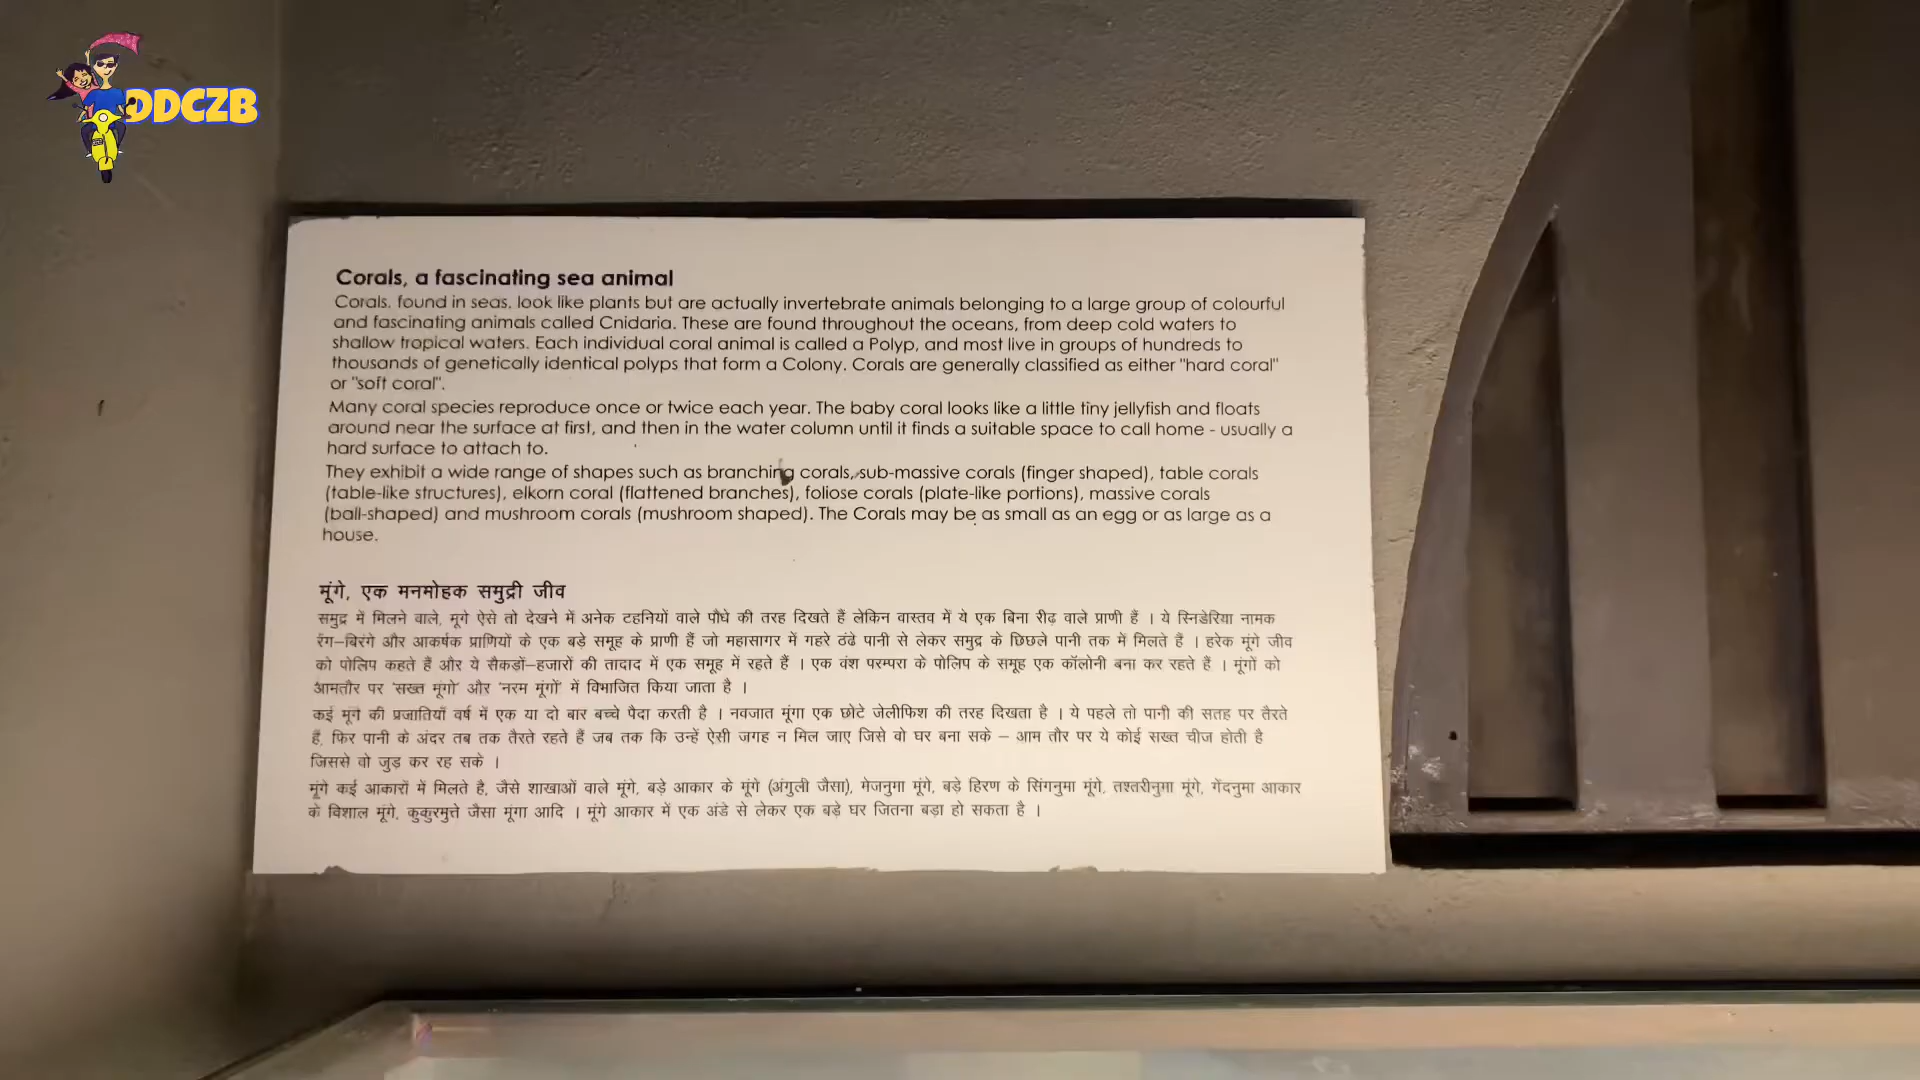 ODCZB
Corals, a fascinating sea animal
Corals. found in seas. look like plants but are actually invertebrate animals belonging to a large group of colourful
and fascinating animals called Cnidaria. These are found throughout the oceans, from deep cold waters to
shallow tropical waters. Each individual coral animal is called a Polyp, and most live in groups of hundreds to
thousands of genetically identical polyps that form a Colony. Corals are generally classified as either "hard coral"
or "soft coral".
Many coral species reproduce once or twice each year. The baby coral looks like a little tiny jellyfish and floats
around near the surface at first, and then in the water column until it finds a suitable space to call home - usually a
hard surface to attach to.
They exhibit a wide range of shapes such as branching corals, sub-massive corals (finger shaped), table corals
(table-like structures), elkorn coral (flattened branches), foliose corals (plate-like portions), massive corals
(ball-shaped) and mushroom corals (mushroom shaped). The Corals may be as small as an egg or as large as a
house.
मूंगे, एक मनमोहक समुद्री जीव
समुद्र में मिलने वाले, मूगे ऐसे तो देखने में अनेक टहनियों वाले पौधे की तरह दिखते हैं लेकिन वास्तव में ये एक बिना रीढ़ वाले प्राणी हैं । ये स्निडेरिया नामक
रंग–बिरंगे और आकर्षक प्राणियों के एक बड़े समूह के प्राणी हैं जो महासागर में गहरे ठंढे पानी से लेकर समुद्र के छिछले पानी तक में मिलते हैं । हरेक मूंगे जीव
को पोलिप कहते हैं और ये सैकड़ों–हजारों की तादाद में एक समूह में रहते हैं । एक वंश परम्परा के पोलिप के समूह एक कॉलोनी बना कर रहते हैं । मूंगों को
आमतौर पर 'सख्त मूंगो' और 'नरम मूंगों' में विभाजित किया जाता है ।
कई मूंगे की प्रजातियाँ वर्ष में एक या दो बार बच्चे पैदा करती है । नवजात मूंगा एक छोटे जेलीफिश की तरह दिखता है । ये पहले तो पानी की सतह पर तैरते
हैं, फिर पानी के अंदर तब तक तैरते रहते हैं जब तक कि उन्हें ऐसी जगह न मिल जाए जिसे वो घर बना सके – आम तौर पर ये कोई सख्त चीज होती है
जिससे वो जुड़ कर रह सके ।
मूंगे कई आकारों में मिलते है, जैसे शाखाओं वाले मूंगे, बड़े आकार के मूंगे (अंगुली जैसा), मेजनुमा मूंगे, बड़े हिरण के सिंगनुमा मूंगे, तश्तरीनुमा मूंगे, गेंदनुमा आकार
के विशाल मूंगे, कुकुरमुत्ते जैसा मूंगा आदि । मूंगे आकार में एक अंडे से लेकर एक बड़े घर जितना बड़ा हो सकता है ।